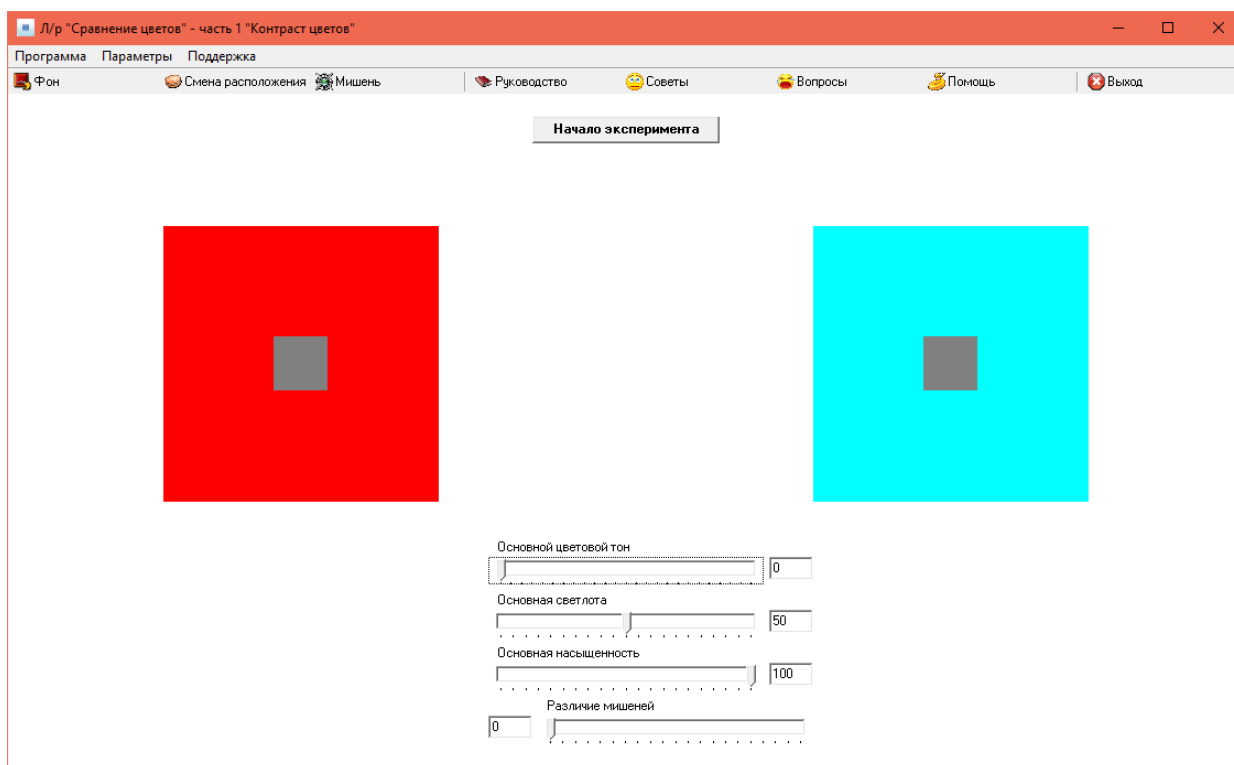 Л/р "Сравнение цветов" - часть 1 "Контраст цветов"
Программа Параметры Поддержка
Фон Смена расположения Мишень Руководство Советы Вопросы Помощь Выход
Начало эксперимента
Основной цветовой тон
0
Основная светлота
50
Основная насыщенность
100
Различие мишеней
0